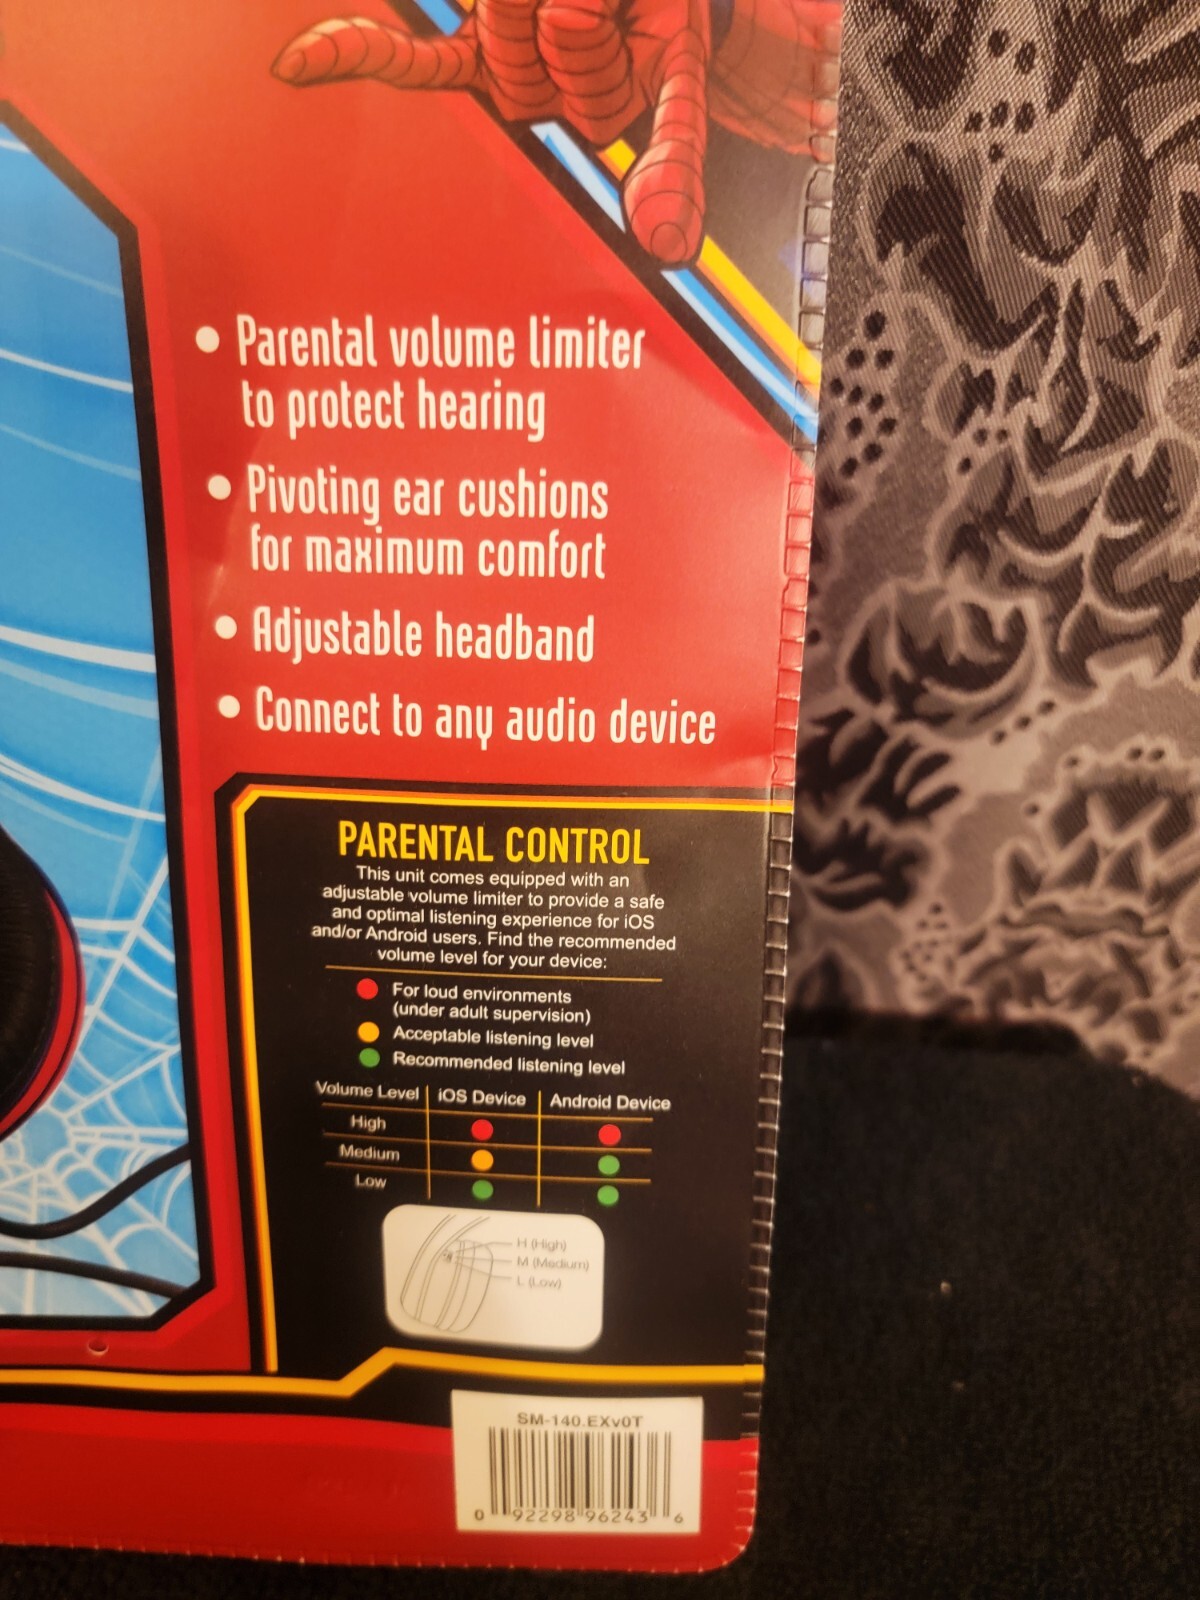 • Parental volume limiter
to protect hearing
• Pivoting ear cushions
for maximum comfort
• Adjustable headband
• Connect to any audio device
PARENTAL CONTROL
This unit comes equipped with an
adjustable volume limiter to provide a safe
and optimal listening experience for iOS
and/or Android users. Find the recommended
volume level for your device:
For loud environments
(under adult supervision)
Acceptable listening level
Recommended listening level
Volume Level iOS Device Android Device
High
Medium
Low
H (High)
M (Medium)
L (Low)
SM-140.EXv0T
0 92298 96243 6